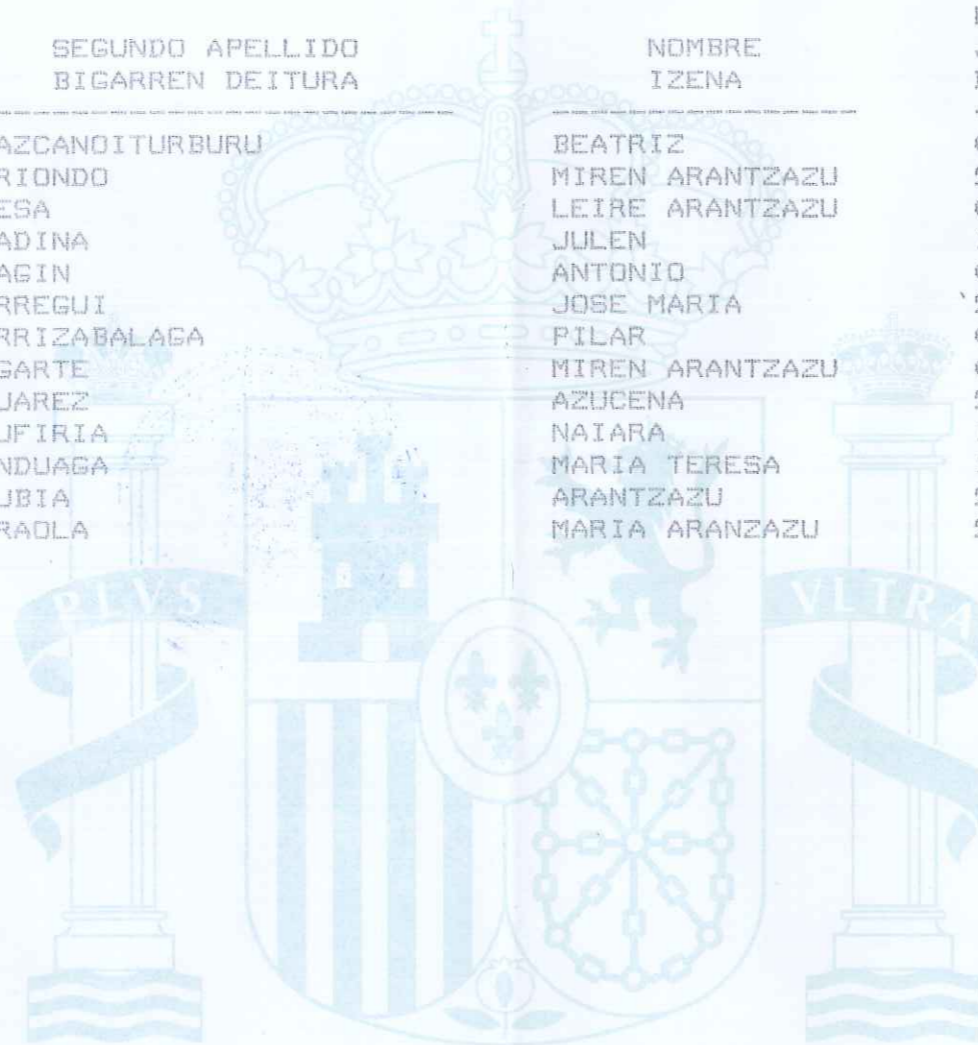 SEGUNDO APELLIDO NOMBRE
BIGARREN DEITURA IZENA
AZCANOITURBURU BEATRIZ
RIONDO MIREN ARANTZAZU
ESA LEIRE ARANTZAZU
ADINA JULEN
AGIN ANTONIO
RREGUI JOSE MARIA
RRIZABALAGA PILAR
GARTE MIREN ARANTZAZU
UAREZ AZUCENA
UFIRIA NAIARA
NDUAGA MARIA TERESA
UBIA ARANTZAZU
RAOLA MARIA ARANZAZU
PLVS VLTRA